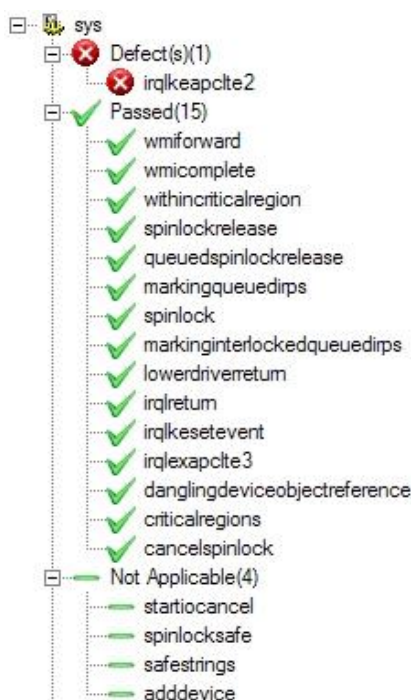 sys
Defect(s)(1)
irqlkeapclte2
Passed(15)
wmiforward
wmicomplete
withincriticalregion
spinlockrelease
queuedspinlockrelease
markingqueuedirps
spinlock
markinginterlockedqueuedirps
lowerdriverreturn
irqlreturn
irqlkesetevent
irqlexapclte3
danglingdeviceobjectreference
criticalregions
cancelspinlock
Not Applicable(4)
startiocancel
spinlocksafe
safestrings
adddevice